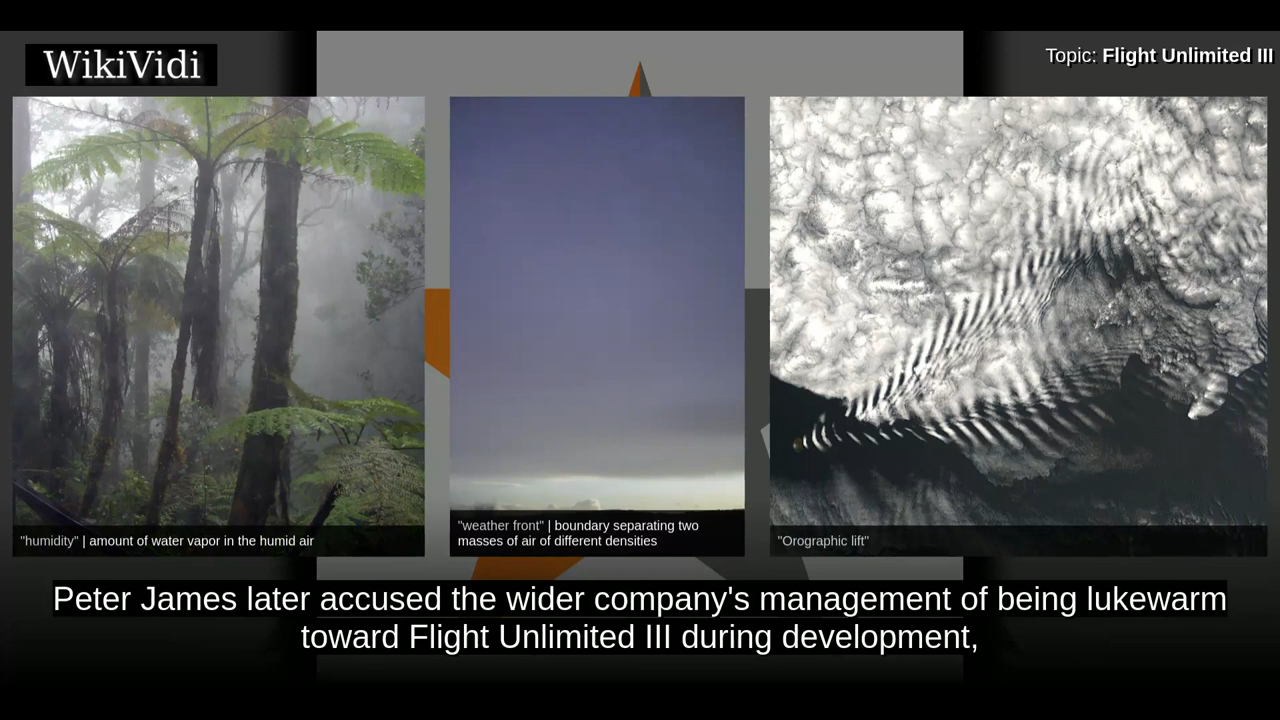 WikiVidi
Topic: Flight Unlimited III
"humidity" | amount of water vapor in the humid air
"weather front" | boundary separating two
masses of air of different densities
"Orographic lift"
Peter James later accused the wider company's management of being lukewarm
toward Flight Unlimited III during development,